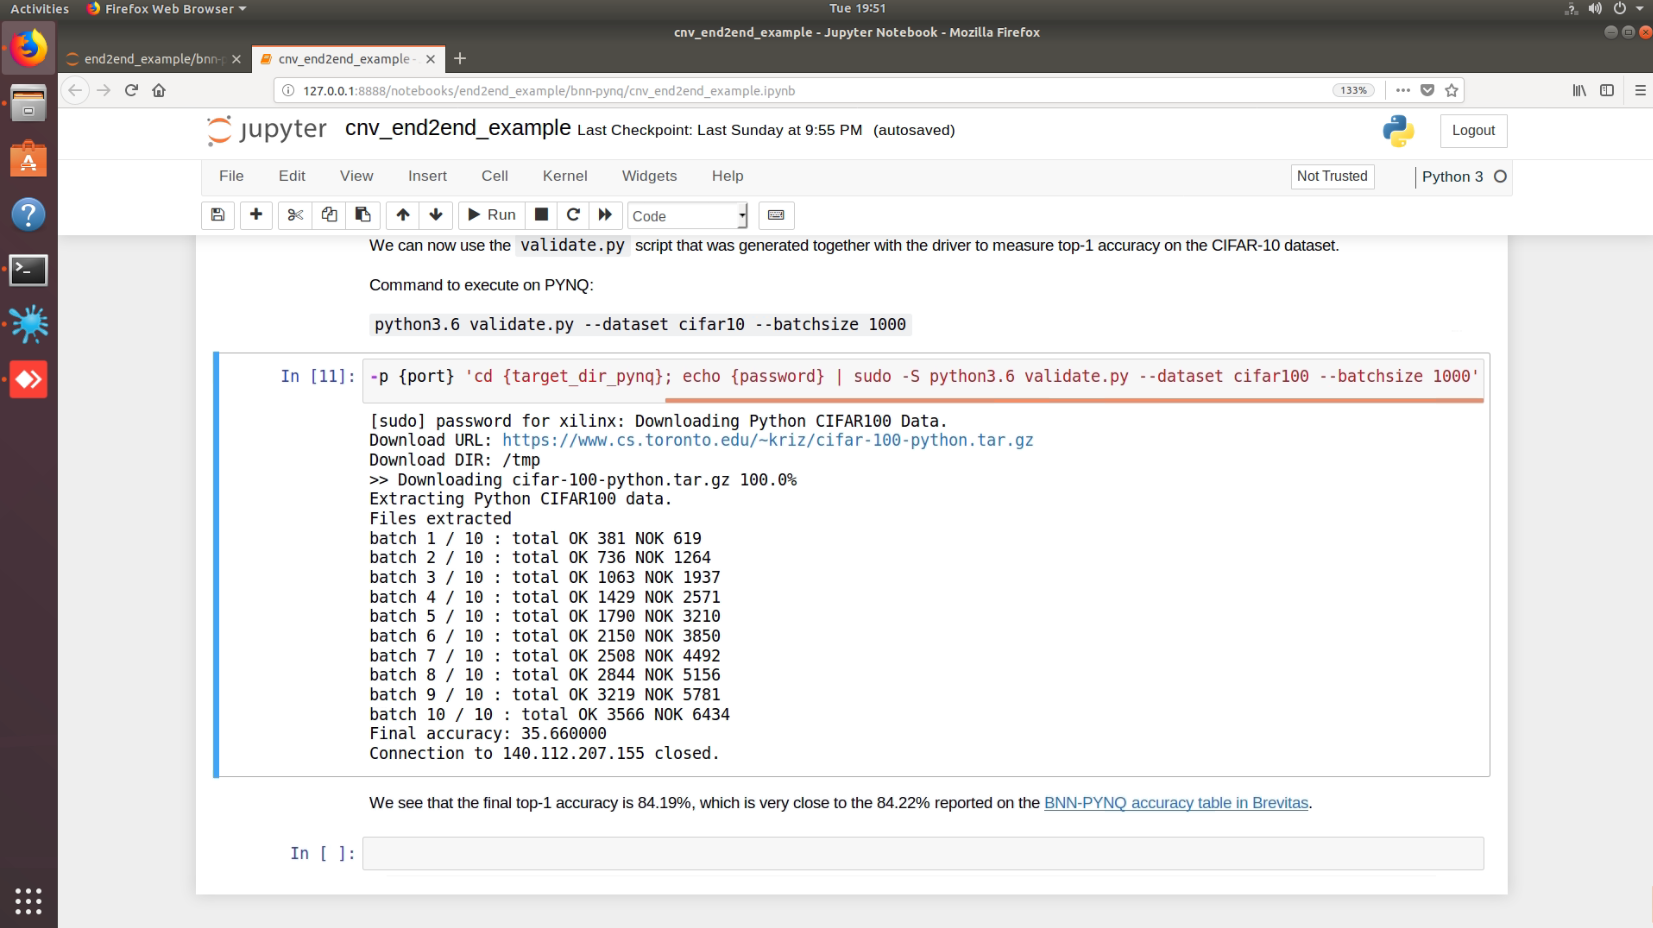 Activities Firefox Web Browser Tue 19:51
cnv_end2end_example - Jupyter Notebook - Mozilla Firefox
end2end_example/bnn-p cnv_end2end_example -
127.0.0.1:8888/notebooks/end2end_example/bnn-pynq/cnv_end2end_example.ipynb 133%
jupyter cnv_end2end_example Last Checkpoint: Last Sunday at 9:55 PM (autosaved) Logout
File Edit View Insert Cell Kernel Widgets Help Not Trusted Python 3
Run Code
We can now use the validate.py script that was generated together with the driver to measure top-1 accuracy on the CIFAR-10 dataset.
Command to execute on PYNQ:
python3.6 validate.py --dataset cifar10 --batchsize 1000
In [11]: -p {port} 'cd {target_dir_pynq}; echo {password} | sudo -S python3.6 validate.py --dataset cifar100 --batchsize 1000'
[sudo] password for xilinx: Downloading Python CIFAR100 Data.
Download URL: https://www.cs.toronto.edu/~kriz/cifar-100-python.tar.gz
Download DIR: /tmp
>> Downloading cifar-100-python.tar.gz 100.0%
Extracting Python CIFAR100 data.
Files extracted
batch 1 / 10 : total OK 381 NOK 619
batch 2 / 10 : total OK 736 NOK 1264
batch 3 / 10 : total OK 1063 NOK 1937
batch 4 / 10 : total OK 1429 NOK 2571
batch 5 / 10 : total OK 1790 NOK 3210
batch 6 / 10 : total OK 2150 NOK 3850
batch 7 / 10 : total OK 2508 NOK 4492
batch 8 / 10 : total OK 2844 NOK 5156
batch 9 / 10 : total OK 3219 NOK 5781
batch 10 / 10 : total OK 3566 NOK 6434
Final accuracy: 35.660000
Connection to 140.112.207.155 closed.
We see that the final top-1 accuracy is 84.19%, which is very close to the 84.22% reported on the BNN-PYNQ accuracy table in Brevitas.
In [ ]: